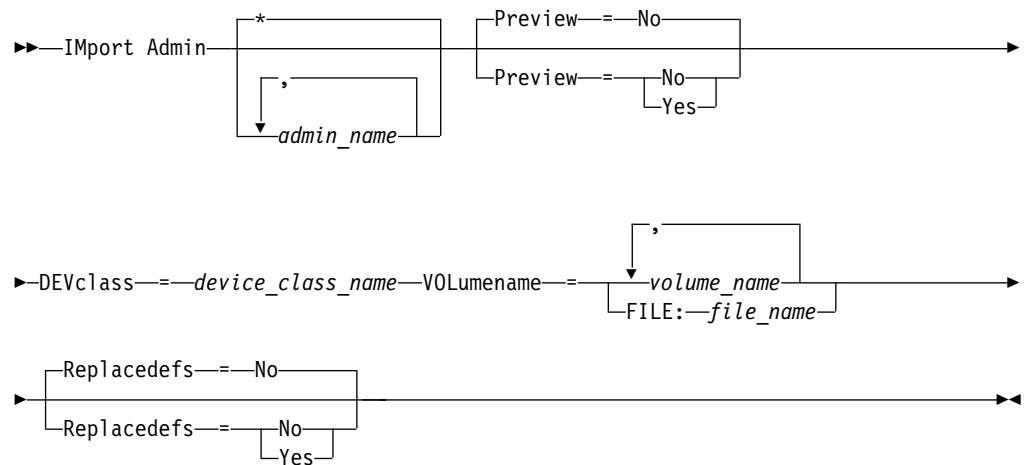 *
Preview = No
IMport Admin
,
Preview = No
Yes
admin_name
,
DEVclass = device_class_name VOLumename = volume_name
FILE: file_name
Replacedefs = No
Replacedefs = No
Yes